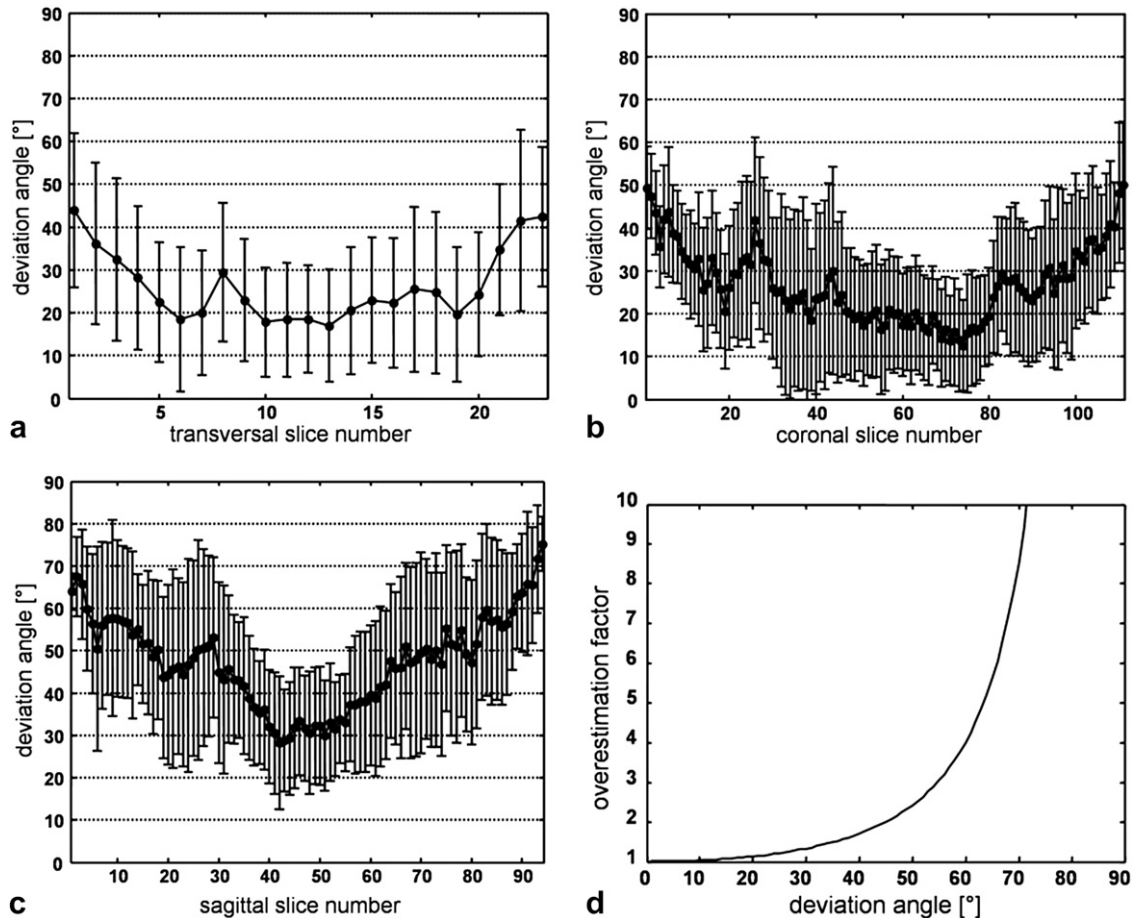 90
80
70
60
50
40
30
20
10
0
deviation angle [°]
5 10 15 20
transversal slice number
a
90
80
70
60
50
40
30
20
10
0
deviation angle [°]
20 40 60 80 100
coronal slice number
b
90
80
70
60
50
40
30
20
10
0
deviation angle [°]
10 20 30 40 50 60 70 80 90
sagittal slice number
c
10
9
8
7
6
5
4
3
2
1
overestimation factor
0 10 20 30 40 50 60 70 80 90
deviation angle [°]
d